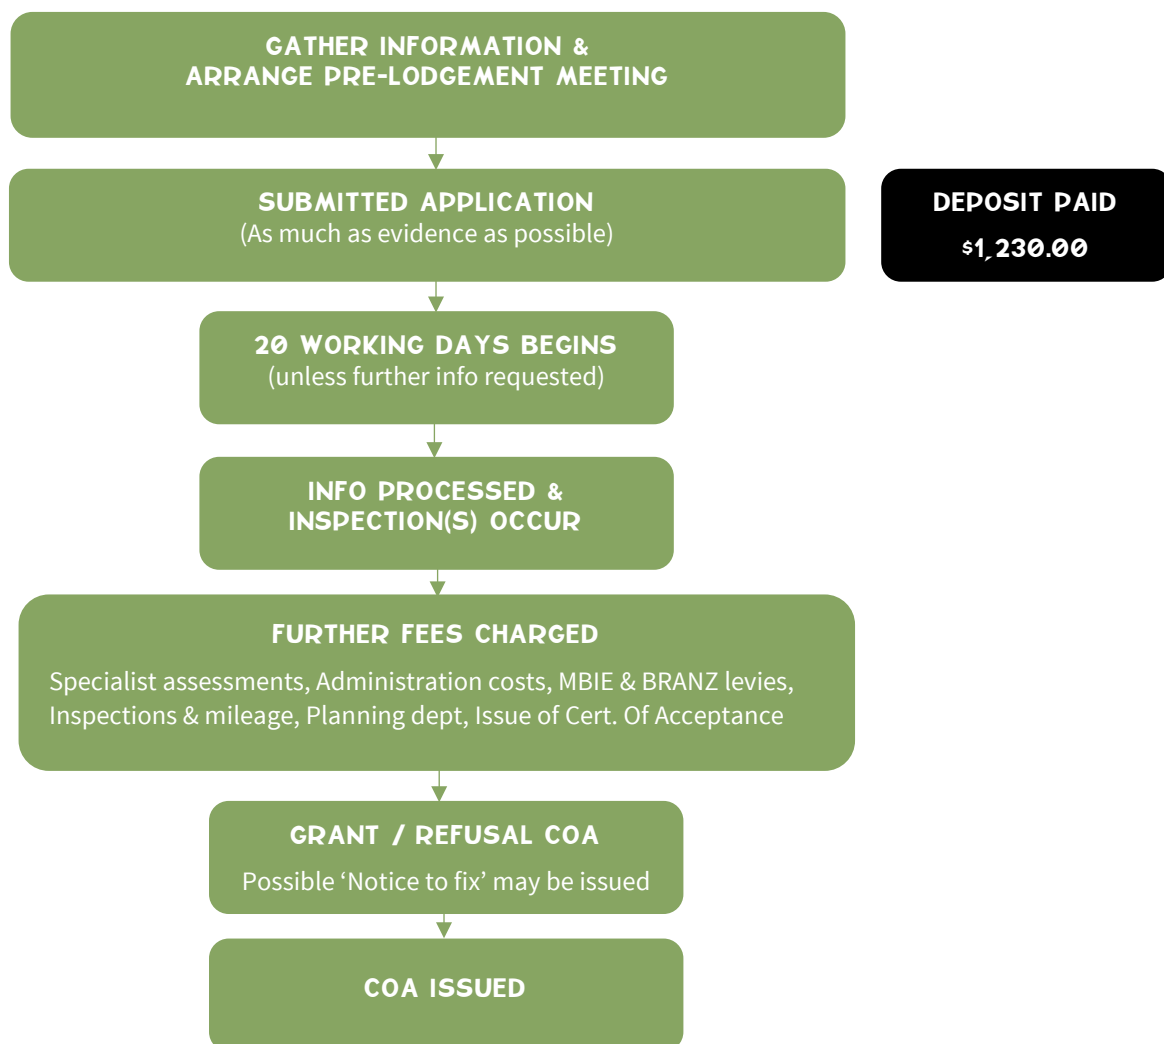 GATHER INFORMATION &
ARRANGE PRE-LODGEMENT MEETING
SUBMITTED APPLICATION
(As much as evidence as possible)
DEPOSIT PAID
$1,230.00
20 WORKING DAYS BEGINS
(unless further info requested)
INFO PROCESSED &
INSPECTION(S) OCCUR
FURTHER FEES CHARGED
Specialist assessments, Administration costs, MBIE & BRANZ levies,
Inspections & mileage, Planning dept, Issue of Cert. Of Acceptance
GRANT / REFUSAL COA
Possible ‘Notice to fix’ may be issued
COA ISSUED